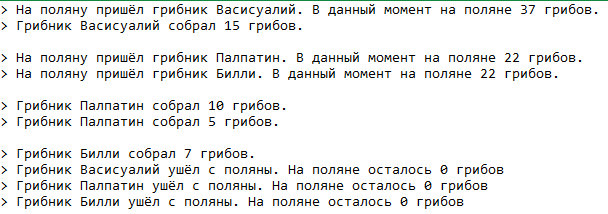 > На поляну пришёл грибник Васисуалий. В данный момент на поляне 37 грибов.
> Грибник Васисуалий собрал 15 грибов.
> На поляну пришёл грибник Палпатин. В данный момент на поляне 22 грибов.
> На поляну пришёл грибник Билли. В данный момент на поляне 22 грибов.
> Грибник Палпатин собрал 10 грибов.
> Грибник Палпатин собрал 5 грибов.
> Грибник Билли собрал 7 грибов.
> Грибник Васисуалий ушёл с поляны. На поляне осталось 0 грибов
> Грибник Палпатин ушёл с поляны. На поляне осталось 0 грибов
> Грибник Билли ушёл с поляны. На поляне осталось 0 грибов